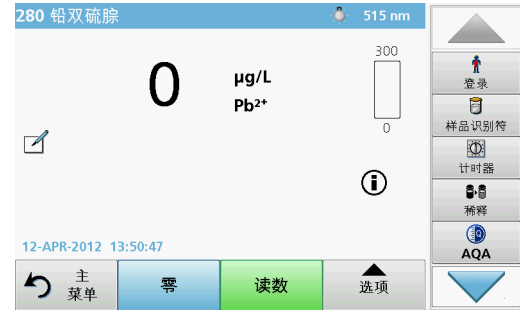 280 铅双硫腙
515 nm
0
µg/L
Pb²⁺
300
0
12-APR-2012 13:50:47
主菜单
零
读数
选项
登录
样品识别符
计时器
稀释
AQA